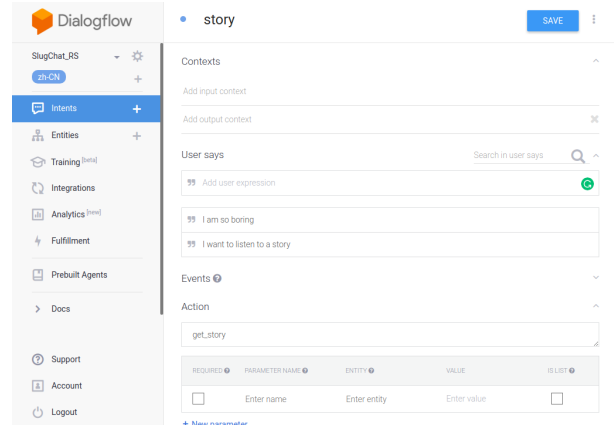 Dialogflow
story
SAVE
SlugChat_RS
zh-CN
Intents
Entities
Training [beta]
Integrations
Analytics [new]
Fulfillment
Prebuilt Agents
Docs
Support
Account
Logout
Contexts
Add input context
Add output context
User says
Search in user says
Add user expression
I am so boring
I want to listen to a story
Events
Action
get_story
REQUIRED PARAMETER NAME ENTITY VALUE IS LIST
Enter name Enter entity Enter value
+ New parameter